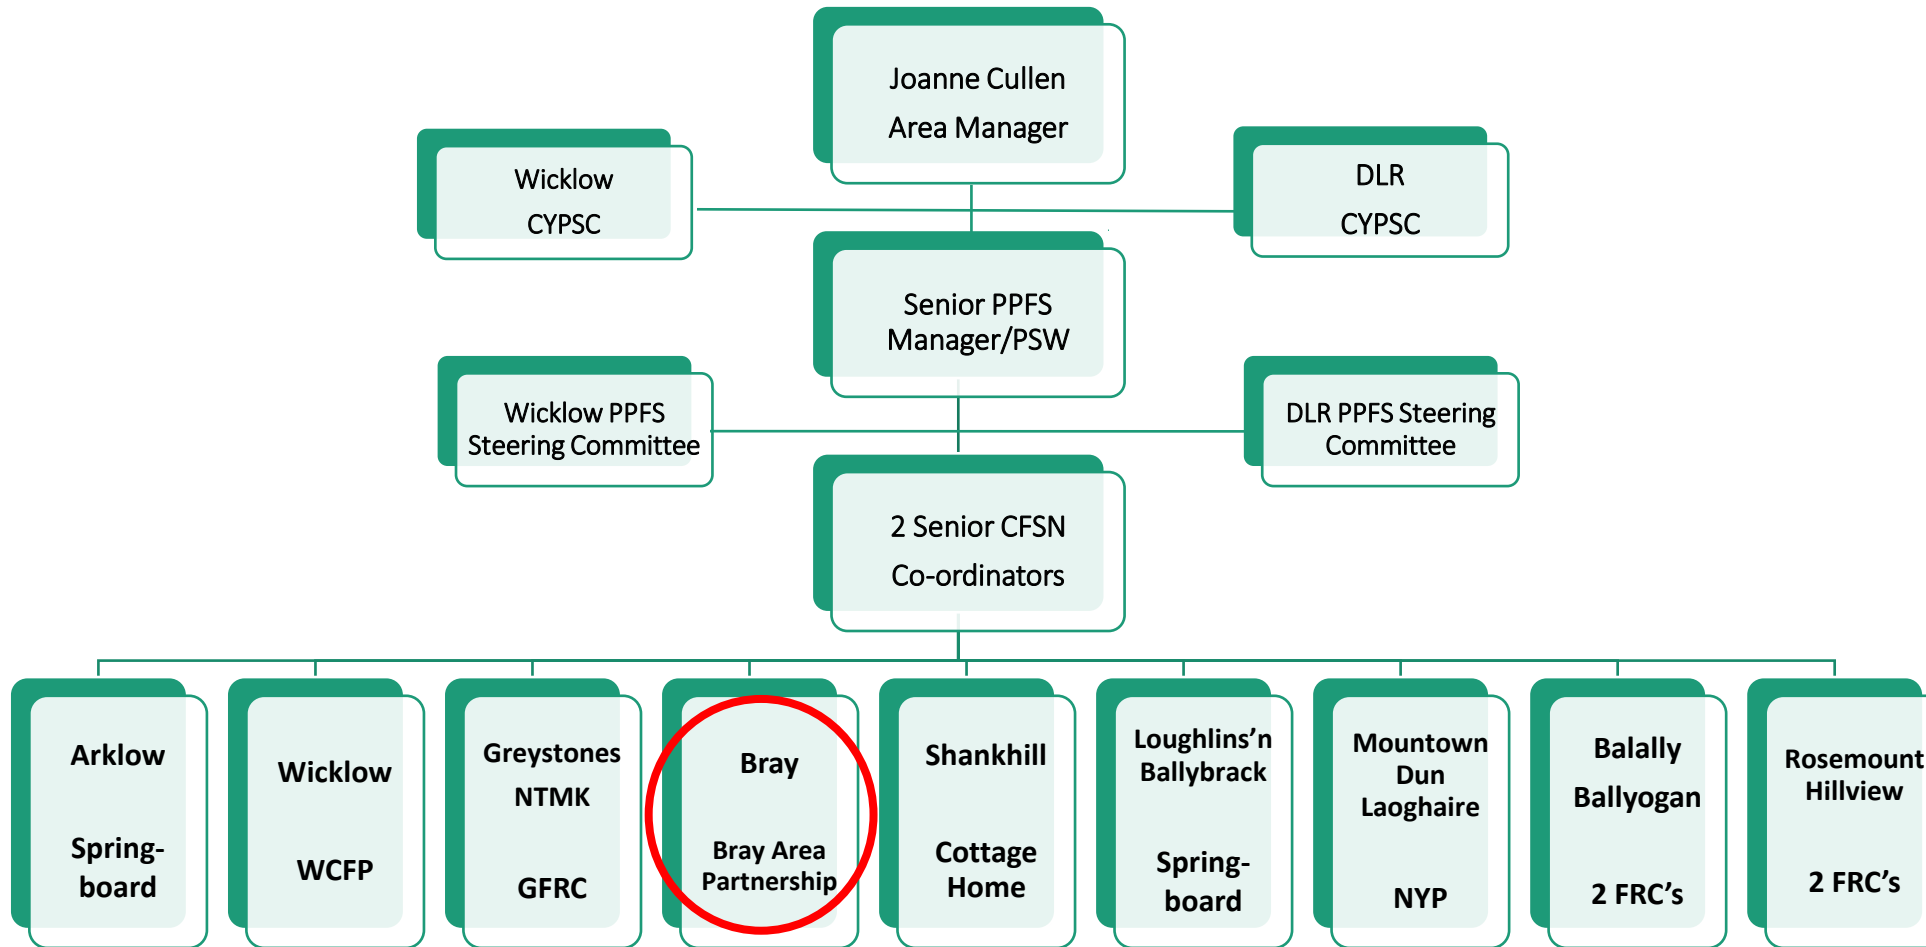 Joanne Cullen
Area Manager
Wicklow
CYPSC
DLR
CYPSC
Senior PPFS
Manager/PSW
Wicklow PPFS
Steering Committee
DLR PPFS Steering
Committee
2 Senior CFSN
Co-ordinators
Arklow
Spring-
board
Wicklow
WCFP
Greystones
NTMK
GFRC
Bray
Bray Area
Partnership
Shankhill
Cottage
Home
Loughlins’n
Ballybrack
Spring-
board
Mountown
Dun
Laoghaire
NYP
Balally
Ballyogan
2 FRC’s
Rosemount
Hillview
2 FRC’s